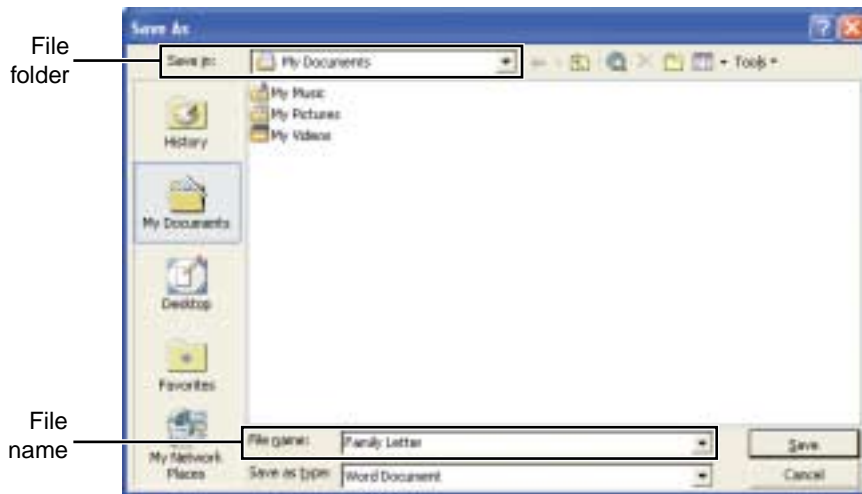 Save As
File
folder
Save in:
My Documents
Tools
My Music
My Pictures
My Videos
History
My Documents
Desktop
Favorites
My Network
Places
File
name
File name:
Family Letter
Save
Save as type:
Word Document
Cancel